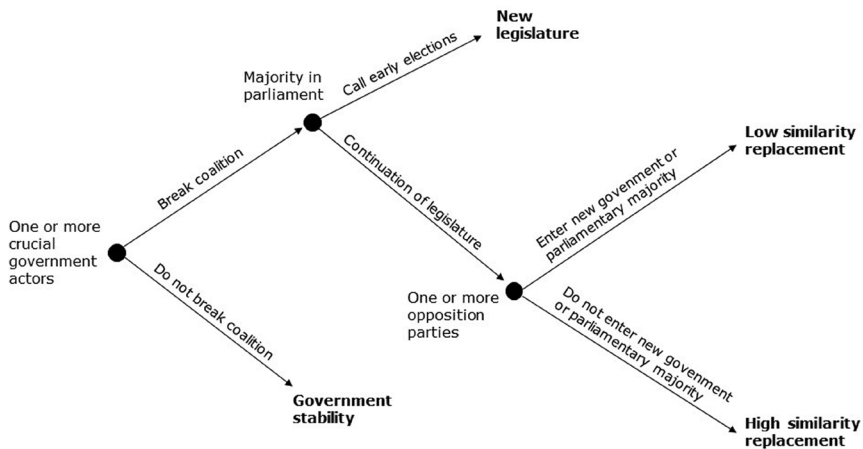 New
legislature
Call early elections
Majority in
parliament
Break coalition
Continuation of legislature
Low similarity
replacement
Enter new govenment or
parliamentary majority
One or more
crucial
government
actors
Do not break coalition
One or more
opposition
parties
Do not enter new govenment
or parliamentary majority
Government
stability
High similarity
replacement